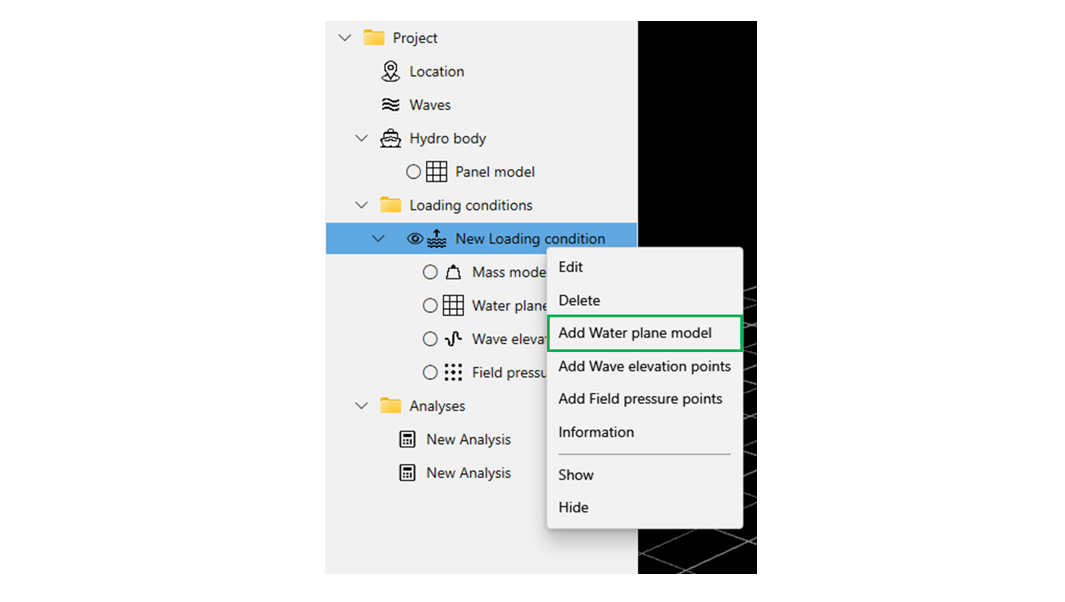 Project
Location
Waves
Hydro body
Panel model
Loading conditions
New Loading condition
Mass mode
Water plane
Wave eleva
Field pressu
Analyses
New Analysis
New Analysis
Edit
Delete
Add Water plane model
Add Wave elevation points
Add Field pressure points
Information
Show
Hide